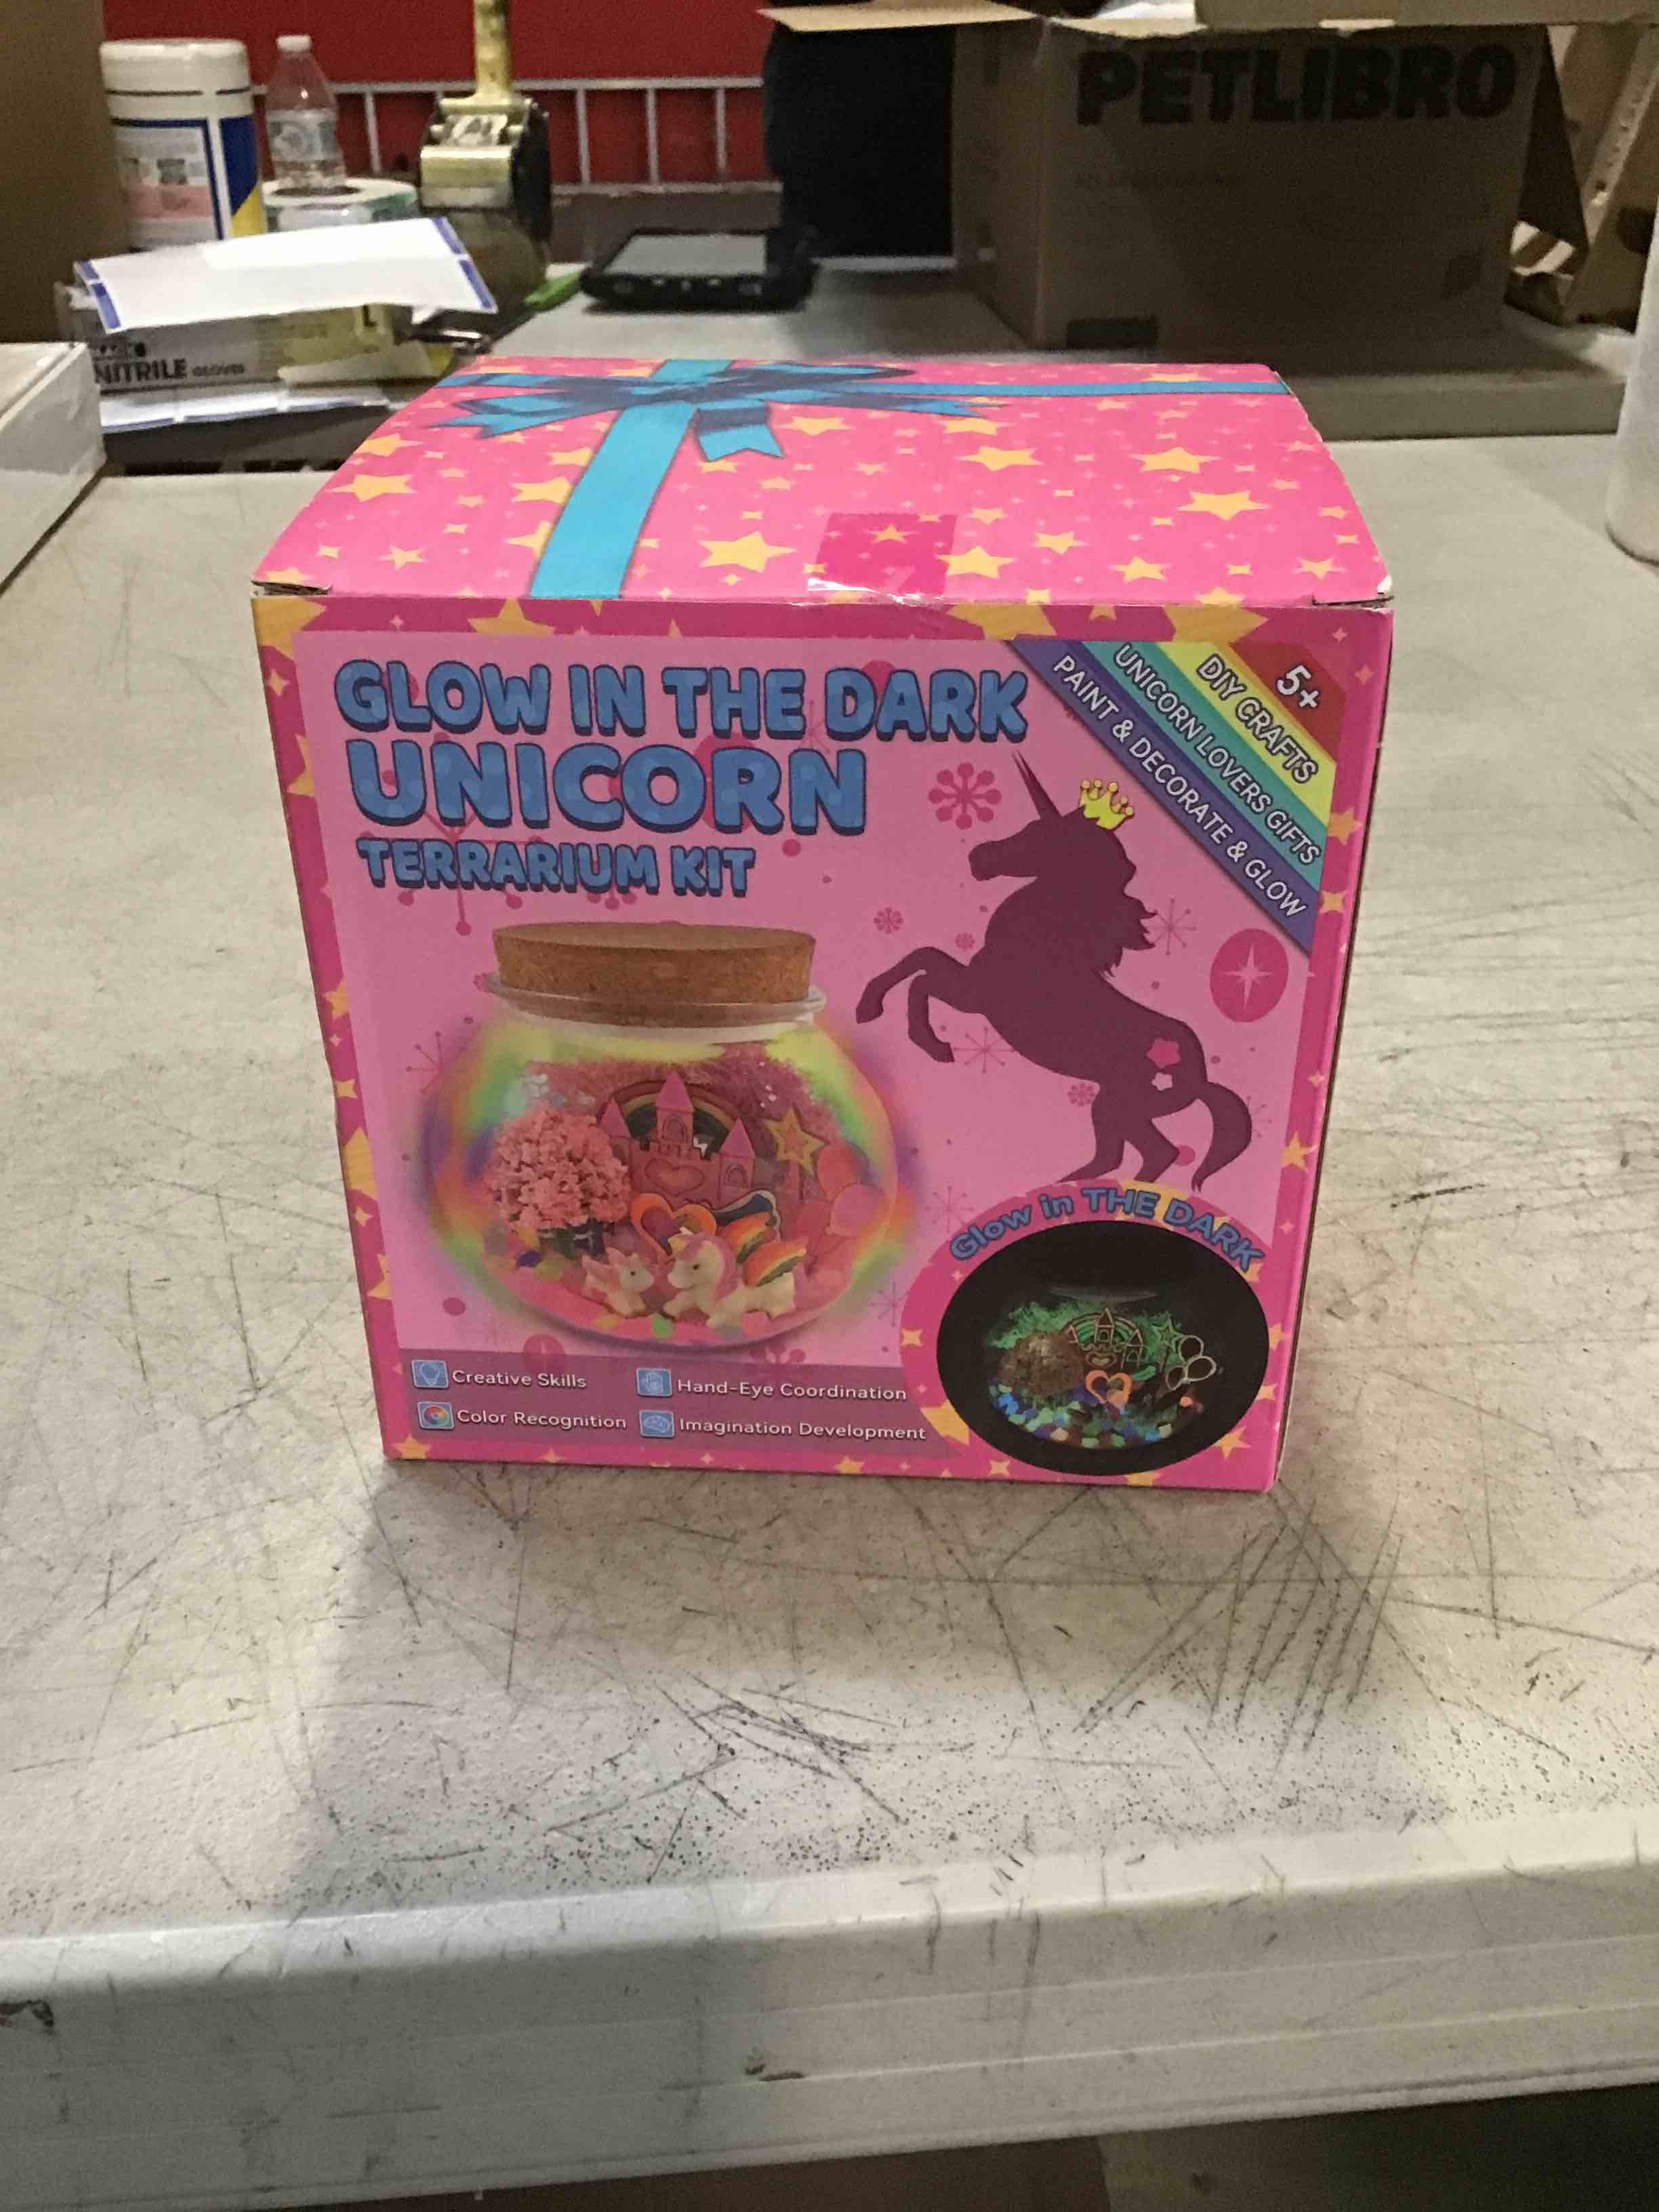 PETLIBRO
NITRILE GLOVES
L
GLOW IN THE DARK
UNICORN
TERRARIUM KIT
5+
DIY CRAFTS
UNICORN LOVERS GIFTS
PAINT & DECORATE & GLOW
Glow in THE DARK
Creative Skills
Hand-Eye Coordination
Color Recognition
Imagination Development